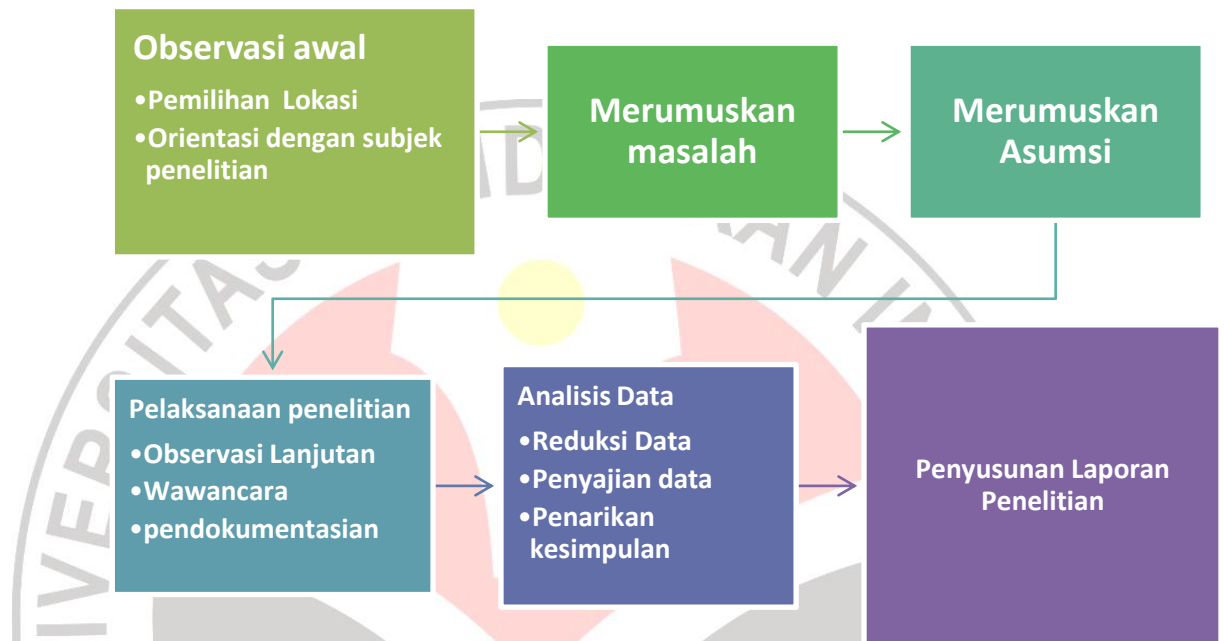 Observasi awal
•Pemilihan Lokasi
•Orientasi dengan subjek
penelitian
Merumuskan
masalah
Merumuskan
Asumsi
Pelaksanaan penelitian
•Observasi Lanjutan
•Wawancara
•pendokumentasian
Analisis Data
•Reduksi Data
•Penyajian data
•Penarikan
kesimpulan
Penyusunan Laporan
Penelitian